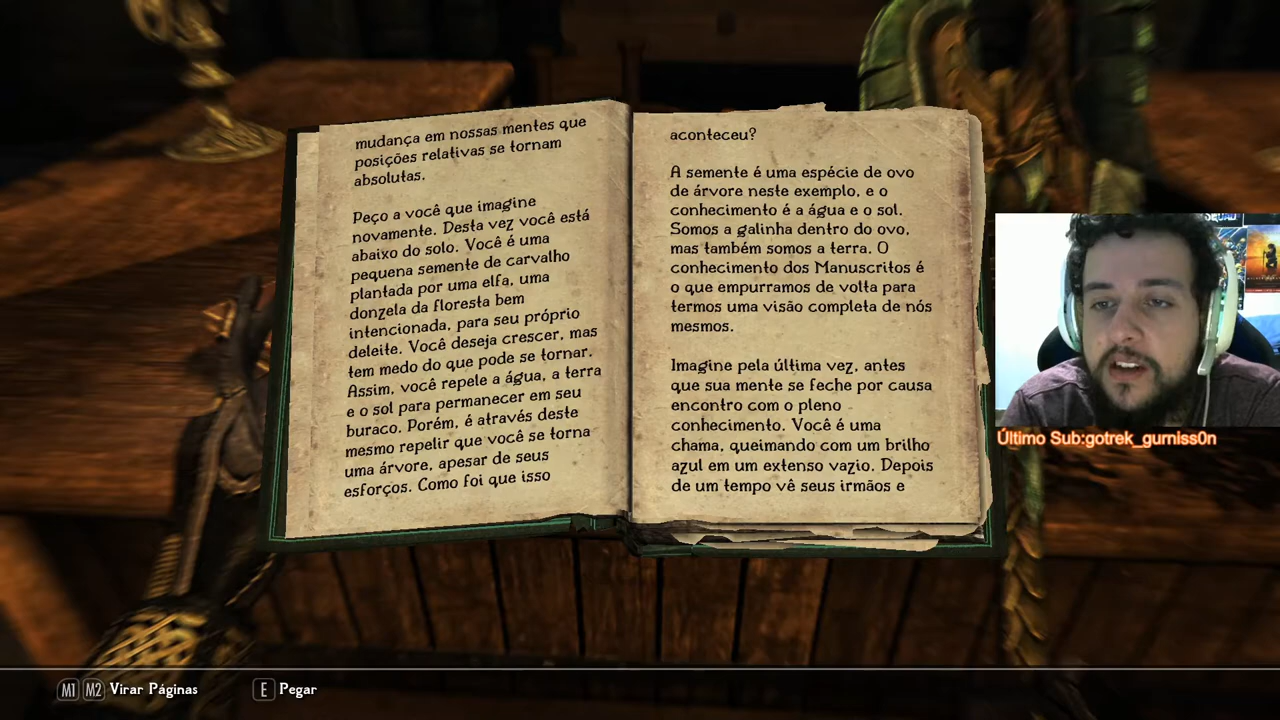 mudança em nossas mentes que
posições relativas se tornam
absolutas.
Peço a você que imagine
novamente. Desta vez você está
abaixo do solo. Você é uma
pequena semente de carvalho
plantada por uma elfa, uma
donzela da floresta bem
intencionada, para seu próprio
deleite. Você deseja crescer, mas
tem medo do que pode se tornar.
Assim, você repele a água, a terra
e o sol para permanecer em seu
buraco. Porém, é através deste
mesmo repelir que você se torna
uma árvore, apesar de seus
esforços. Como foi que isso
aconteceu?
A semente é uma espécie de ovo
de árvore neste exemplo, e o
conhecimento é a água e o sol.
Somos a galinha dentro do ovo,
mas também somos a terra. O
conhecimento dos Manuscritos é
o que empurramos de volta para
termos uma visão completa de nós
mesmos.
Imagine pela última vez, antes
que sua mente se feche por causa
encontro com o pleno
conhecimento. Você é uma
chama, queimando com um brilho
azul em um extenso vazio. Depois
de um tempo vê seus irmãos e
Último Sub:gotrek_gurniss0n
M1 M2 Virar Páginas
E Pegar